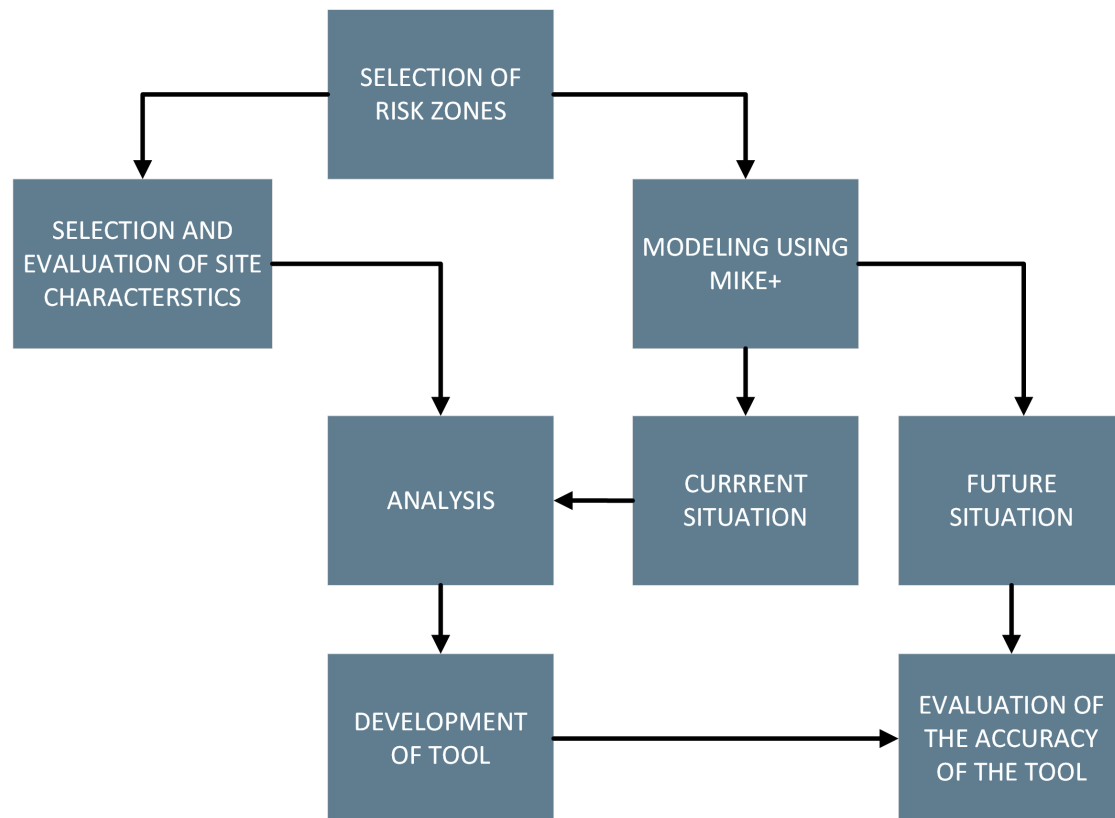 SELECTION OF
RISK ZONES
SELECTION AND
EVALUATION OF SITE
CHARACTERSTICS
MODELING USING
MIKE+
ANALYSIS
CURRRENT
SITUATION
FUTURE
SITUATION
DEVELOPMENT
OF TOOL
EVALUATION OF
THE ACCURACY
OF THE TOOL